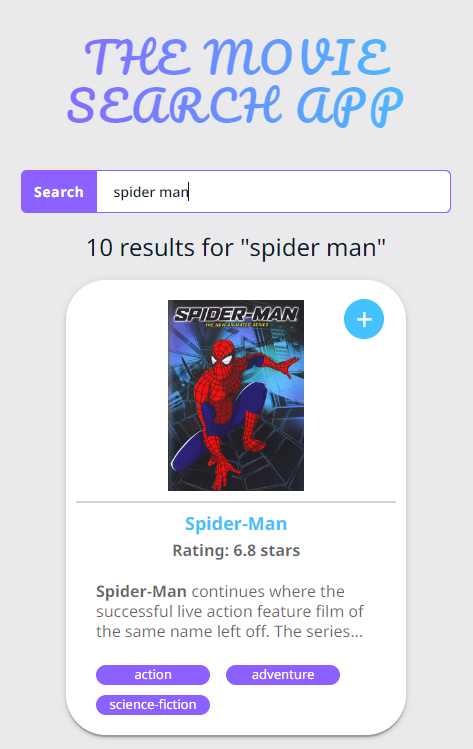 THE MOVIE
SEARCH APP
Search
spider man
10 results for "spider man"
SPIDER-MAN
THE NEW ANIMATED SERIES
+
Spider-Man
Rating: 6.8 stars
Spider-Man continues where the
successful live action feature film of
the same name left off. The series...
action
adventure
science-fiction